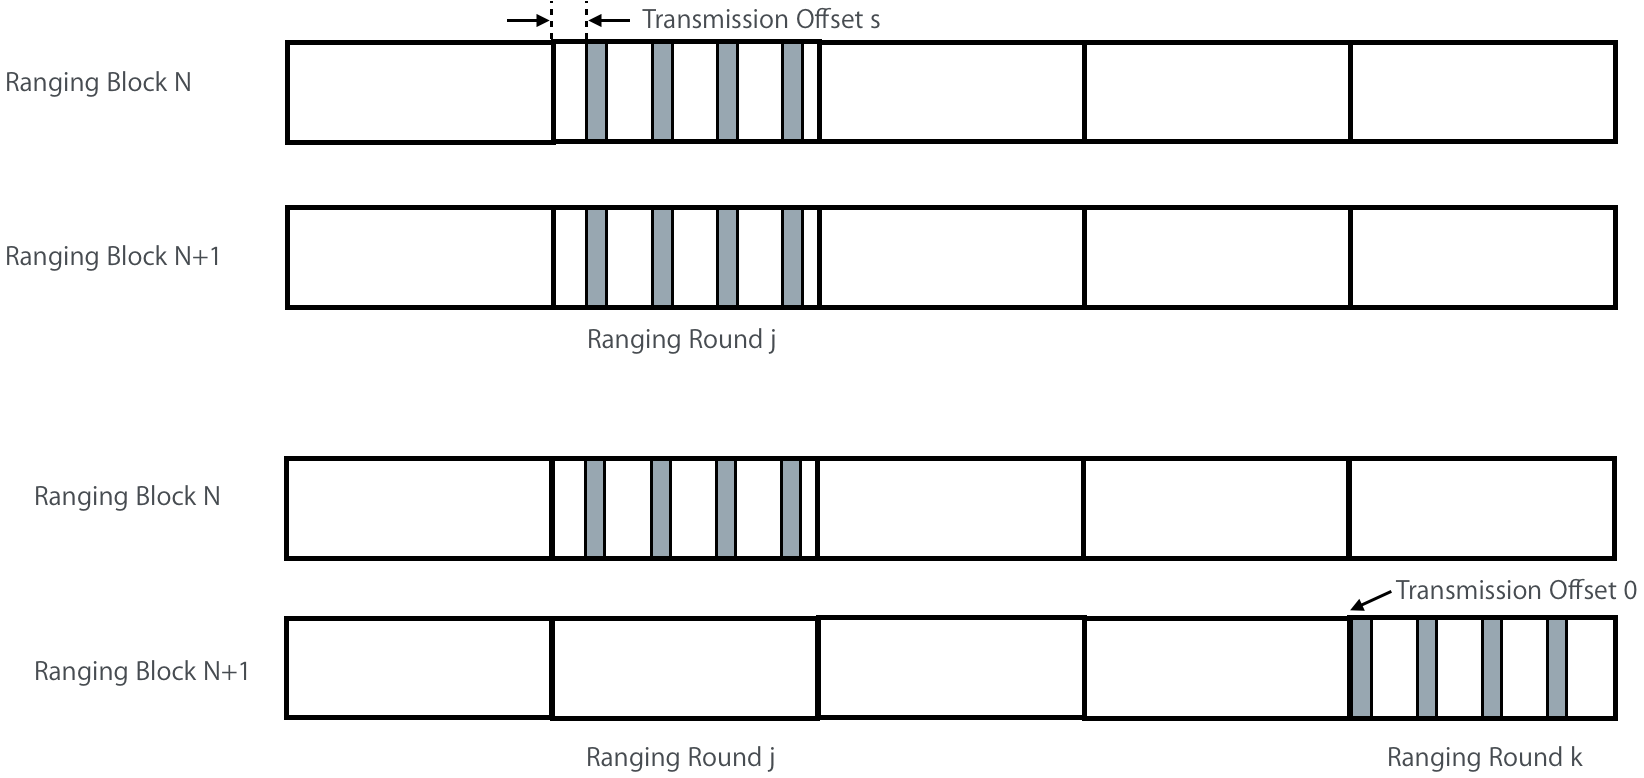 Transmission Offset s
Ranging Block N
Ranging Block N+1
Ranging Round j
Ranging Block N
Transmission Offset 0
Ranging Block N+1
Ranging Round j
Ranging Round k